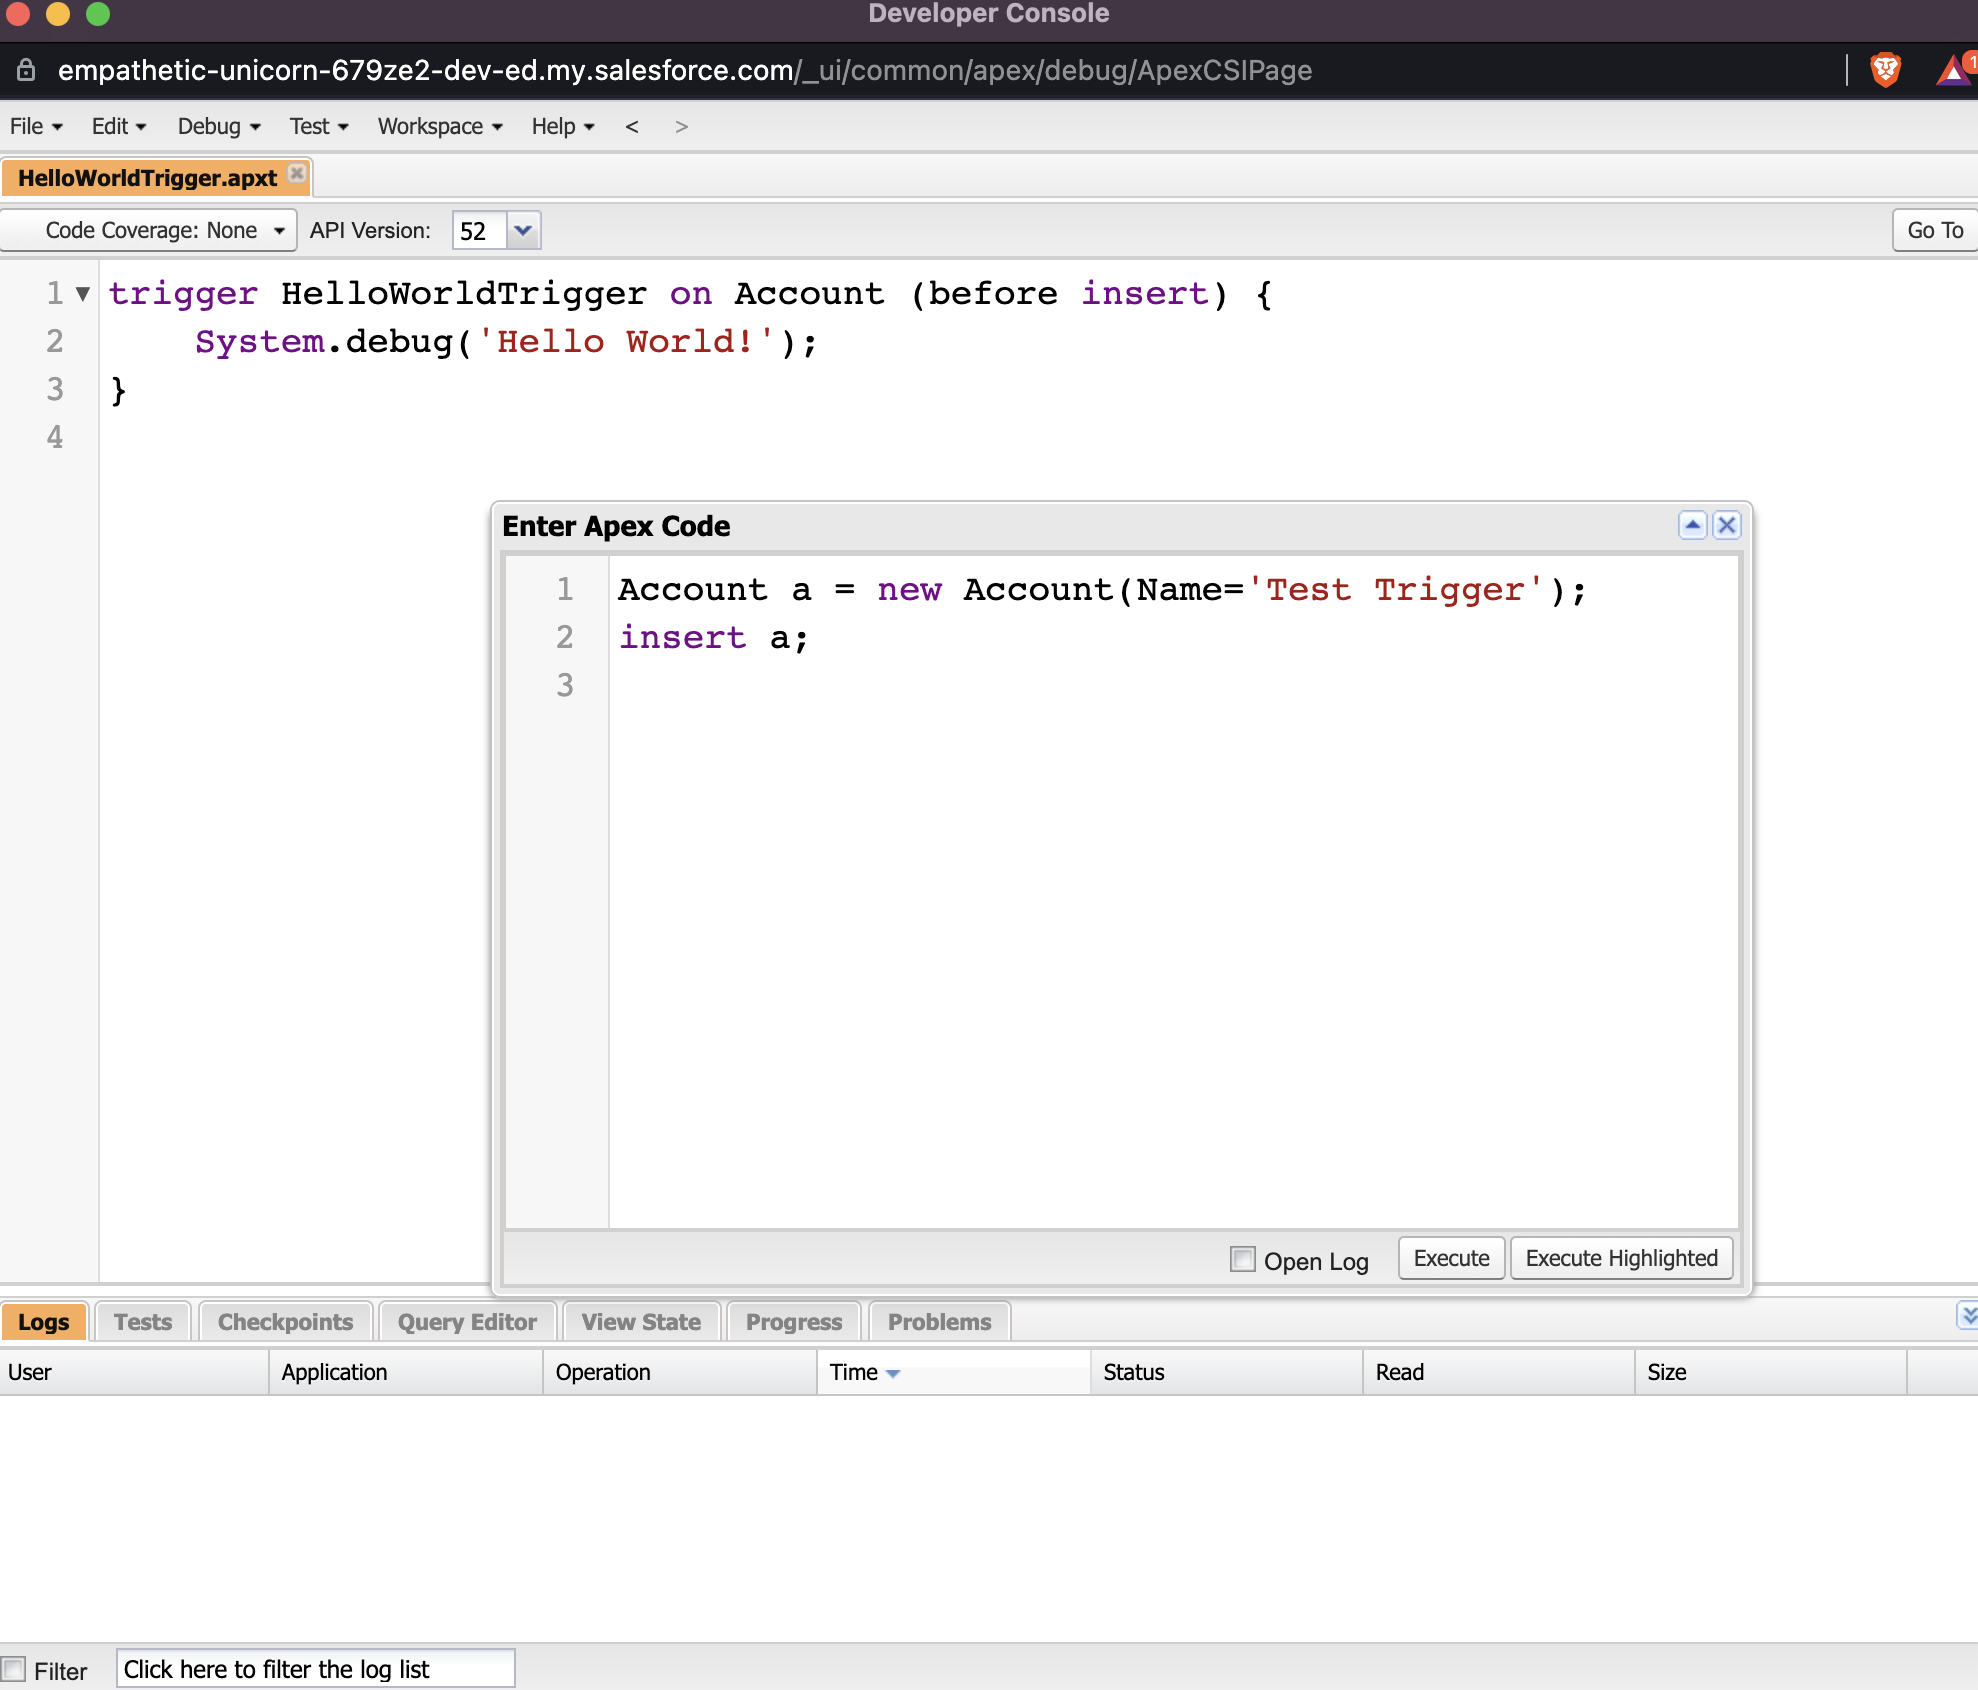 Developer Console
empathetic-unicorn-679ze2-dev-ed.my.salesforce.com/_ui/common/apex/debug/ApexCSIPage
1
File Edit Debug Test Workspace Help < >
HelloWorldTrigger.apxt
Code Coverage: None API Version: 52 Go To
1 trigger HelloWorldTrigger on Account (before insert) {
2 System.debug('Hello World!');
3 }
4
Enter Apex Code
1 Account a = new Account(Name='Test Trigger');
2 insert a;
3
Open Log Execute Execute Highlighted
Logs Tests Checkpoints Query Editor View State Progress Problems
User Application Operation Time Status Read Size
Filter Click here to filter the log list